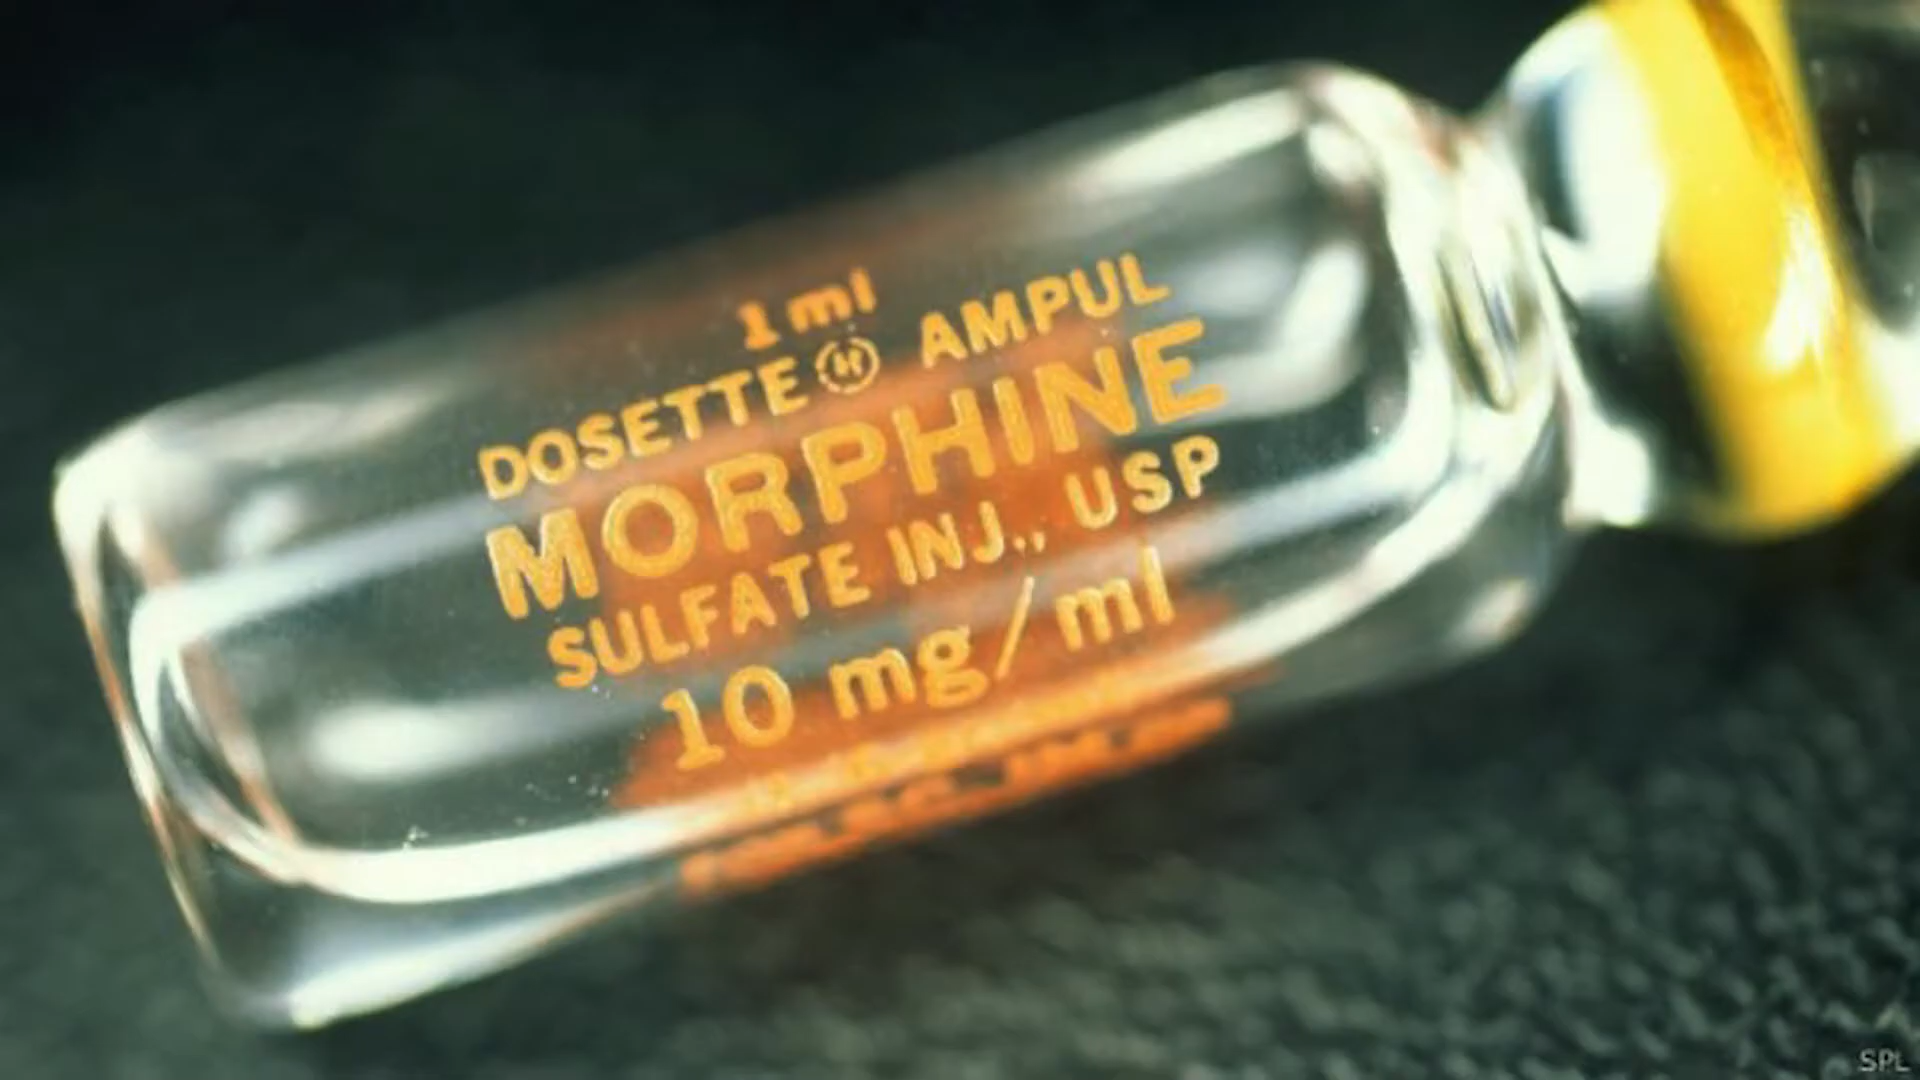 1 ml
DOSETTE Ⓗ AMPUL
MORPHINE
SULFATE INJ., USP
10 mg/ml
SPL